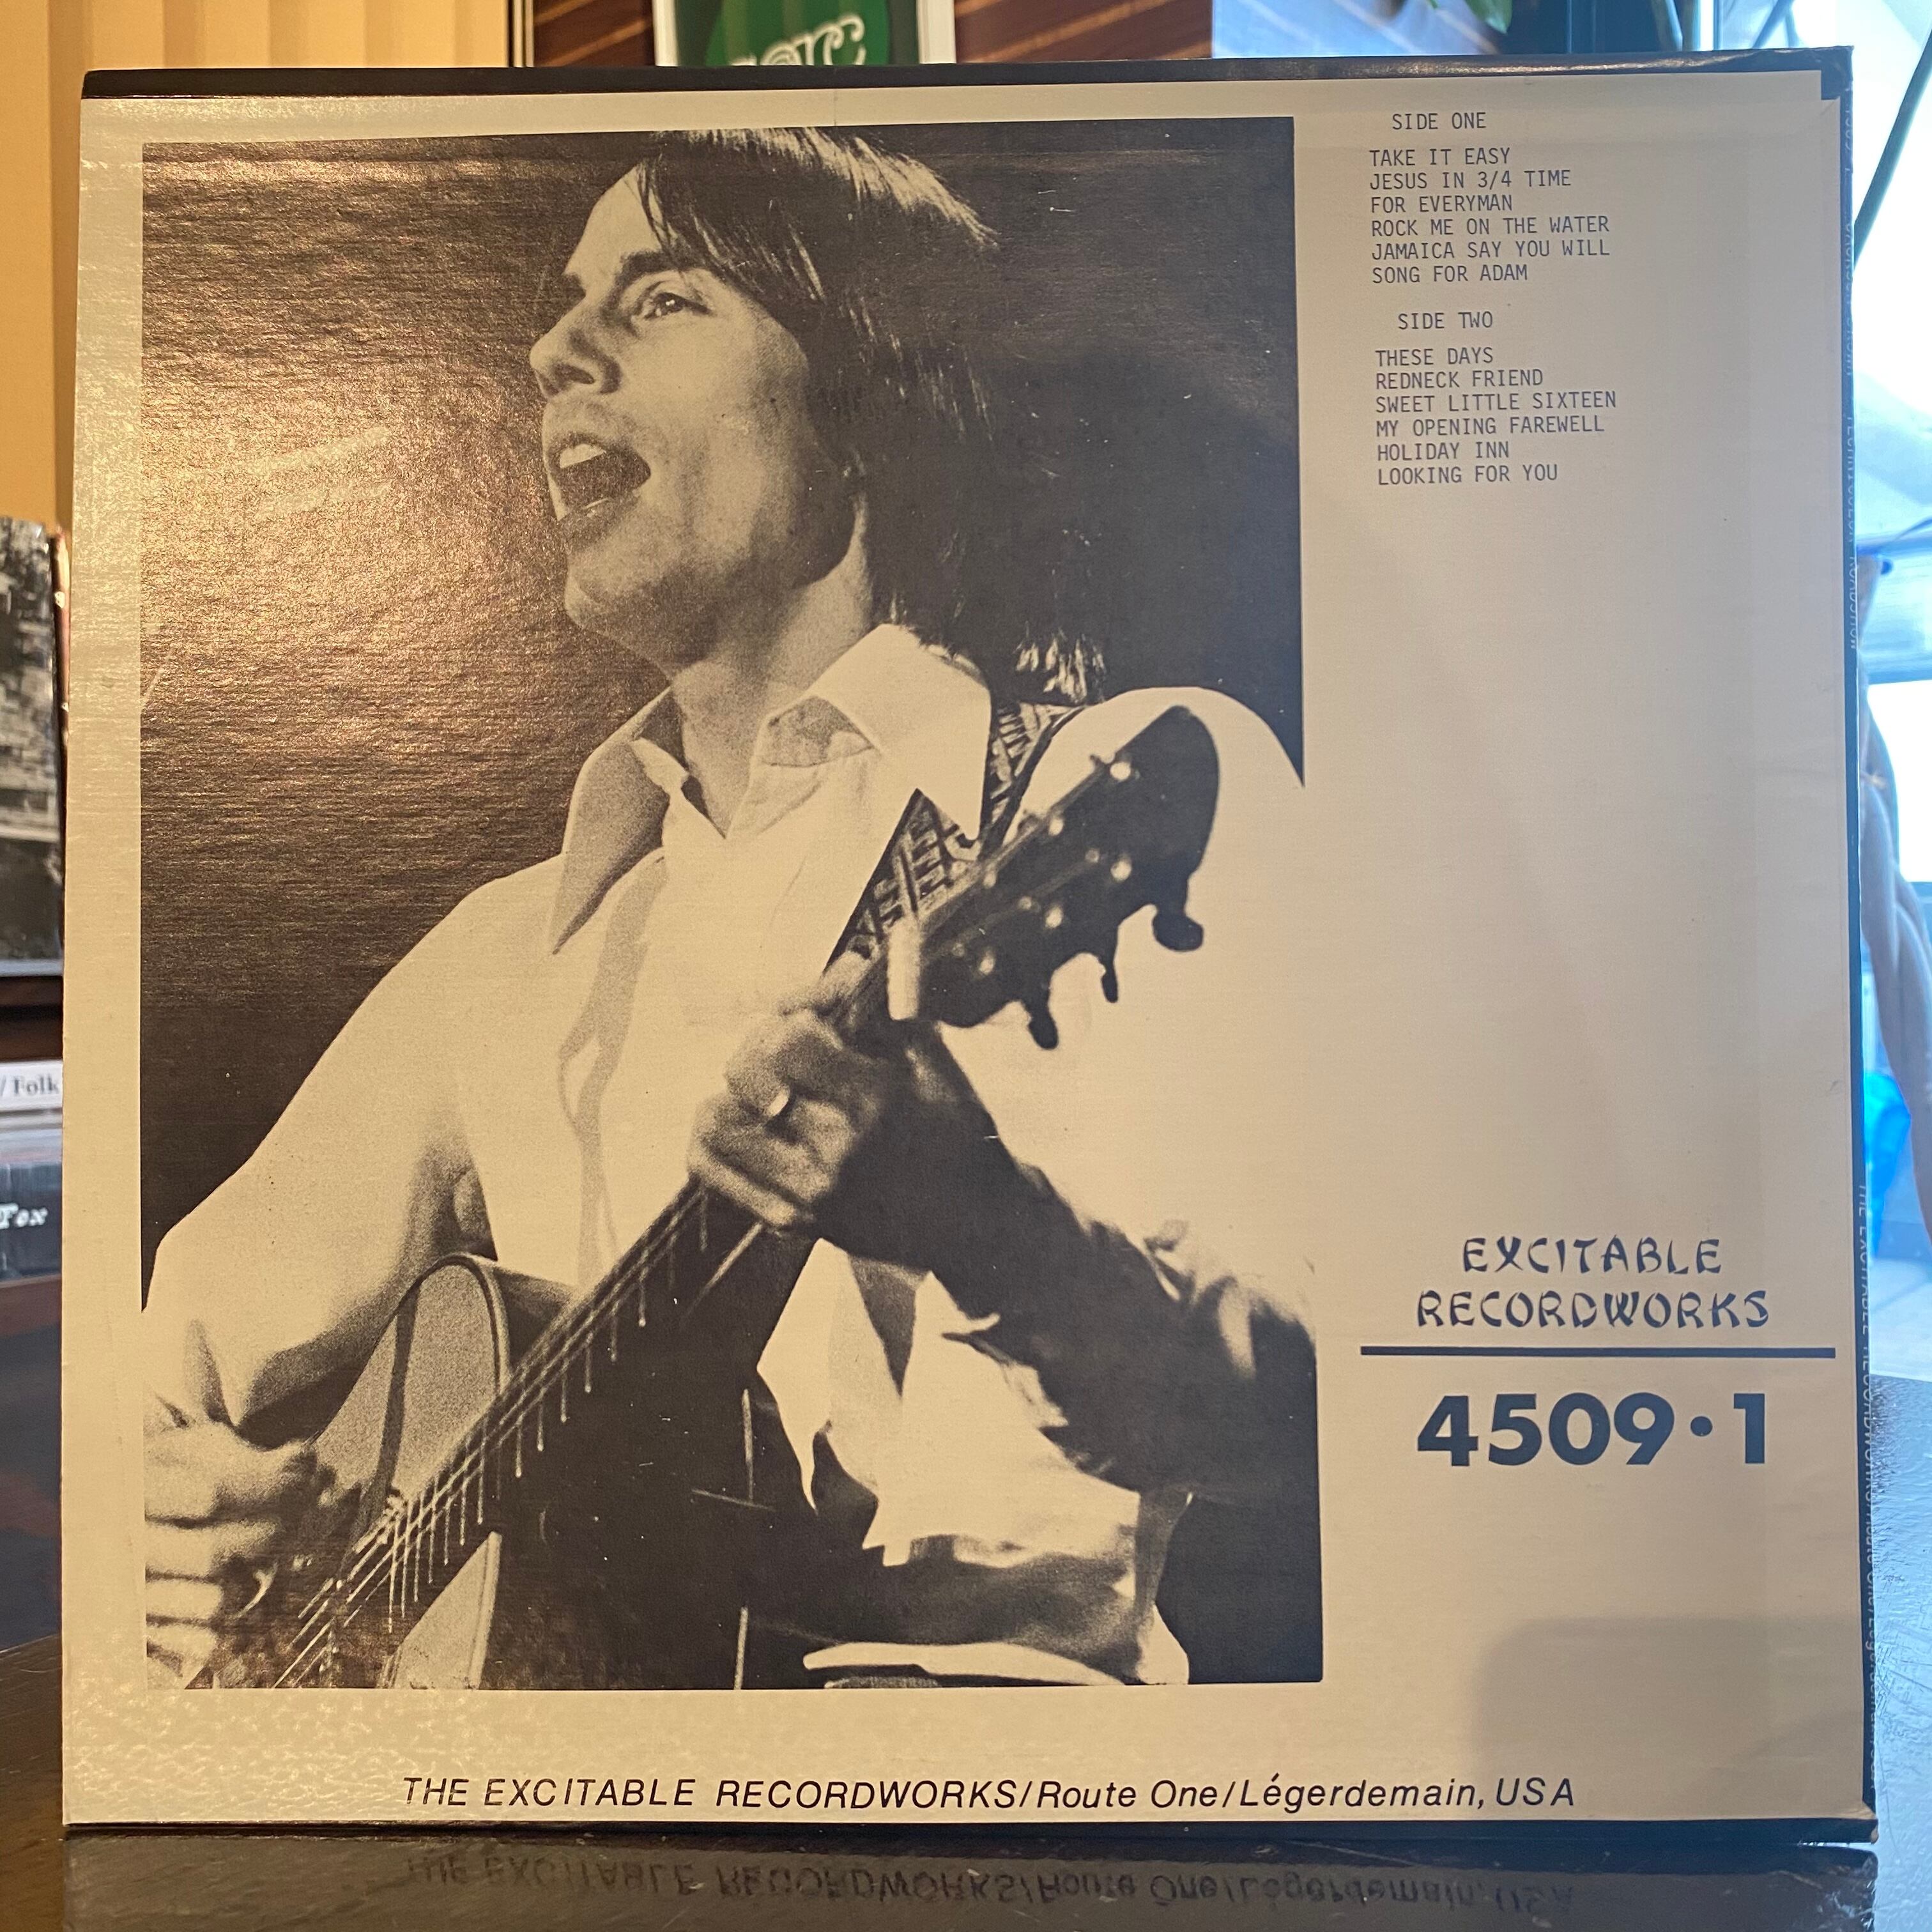 SIDE ONE
TAKE IT EASY
JESUS IN 3/4 TIME
FOR EVERYMAN
ROCK ME ON THE WATER
JAMAICA SAY YOU WILL
SONG FOR ADAM
SIDE TWO
THESE DAYS
REDNECK FRIEND
SWEET LITTLE SIXTEEN
MY OPENING FAREWELL
HOLIDAY INN
LOOKING FOR YOU
/ Folk
Fox
EXCITABLE
RECORDWORKS
4509·1
THE EXCITABLE RECORDWORKS/Route One/Légerdemain, USA